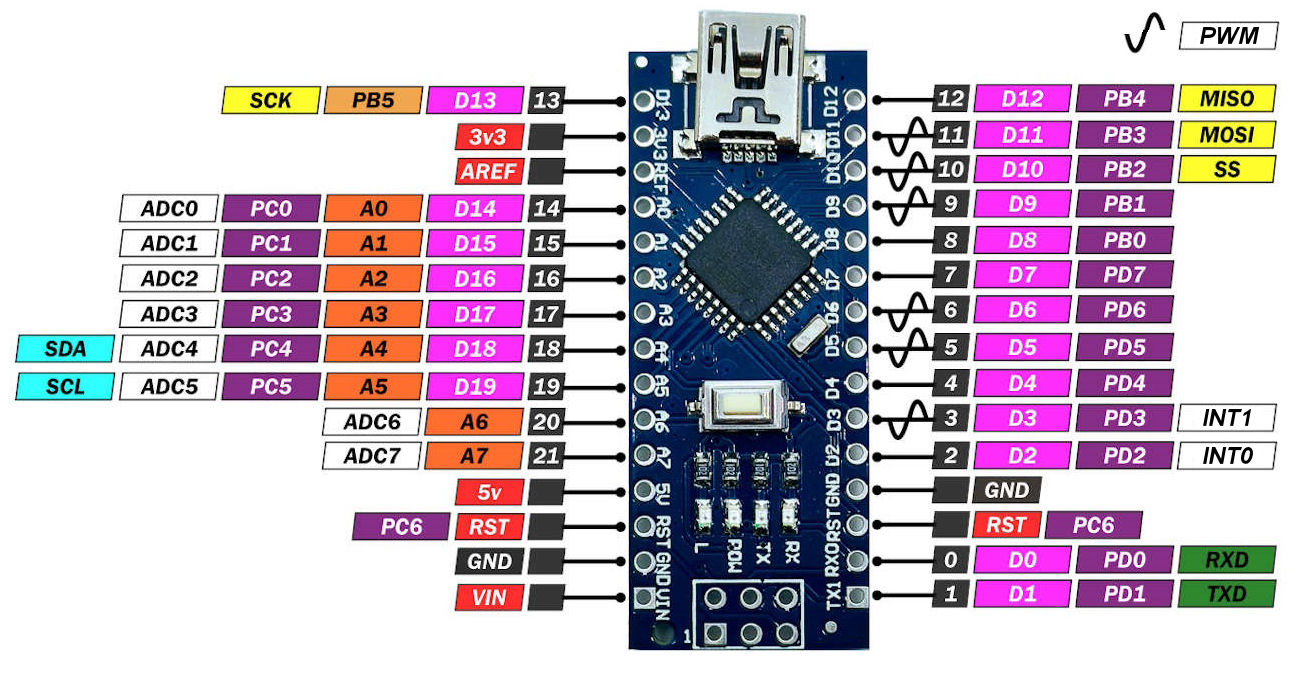 PWM
SCK PB5 D13 13
3v3
AREF
ADC0 PC0 A0 D14 14
ADC1 PC1 A1 D15 15
ADC2 PC2 A2 D16 16
ADC3 PC3 A3 D17 17
SDA ADC4 PC4 A4 D18 18
SCL ADC5 PC5 A5 D19 19
ADC6 A6 20
ADC7 A7 21
5v
PC6 RST
GND
VIN
D13 3V3 REF A0 A1 A2 A3 A4 A5 A6 A7 5V RST GND VIN
L POW TX RX
1
D12 D11 D10 D9 D8 D7 D6 D5 D4 D3 D2 GND RST RX0 TX1
12 D12 PB4 MISO
11 D11 PB3 MOSI
10 D10 PB2 SS
9 D9 PB1
8 D8 PB0
7 D7 PD7
6 D6 PD6
5 D5 PD5
4 D4 PD4
3 D3 PD3 INT1
2 D2 PD2 INT0
GND
RST PC6
0 D0 PD0 RXD
1 D1 PD1 TXD